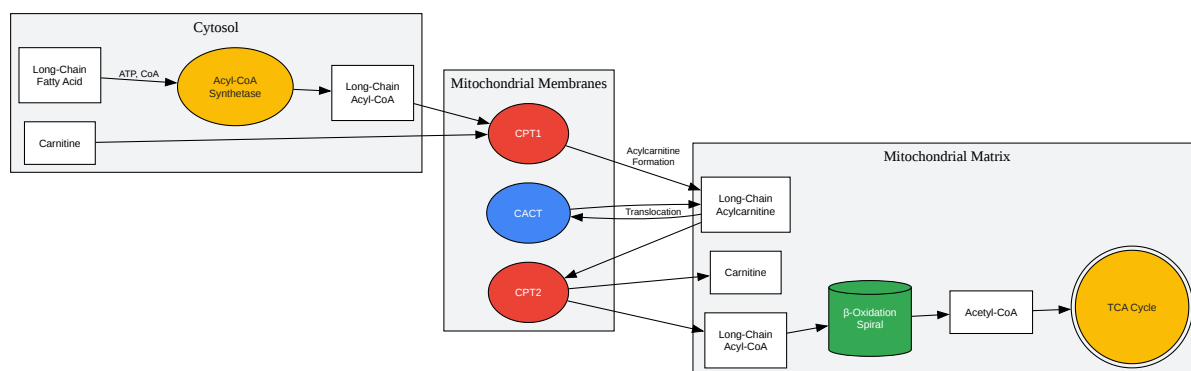 Cytosol
Long-Chain
Fatty Acid
ATP, CoA
Acyl-CoA
Synthetase
Long-Chain
Acyl-CoA
Carnitine
Mitochondrial Membranes
CPT1
CACT
CPT2
Acylcarnitine
Formation
Translocation
Mitochondrial Matrix
Long-Chain
Acylcarnitine
Carnitine
Long-Chain
Acyl-CoA
β-Oxidation
Spiral
Acetyl-CoA
TCA Cycle